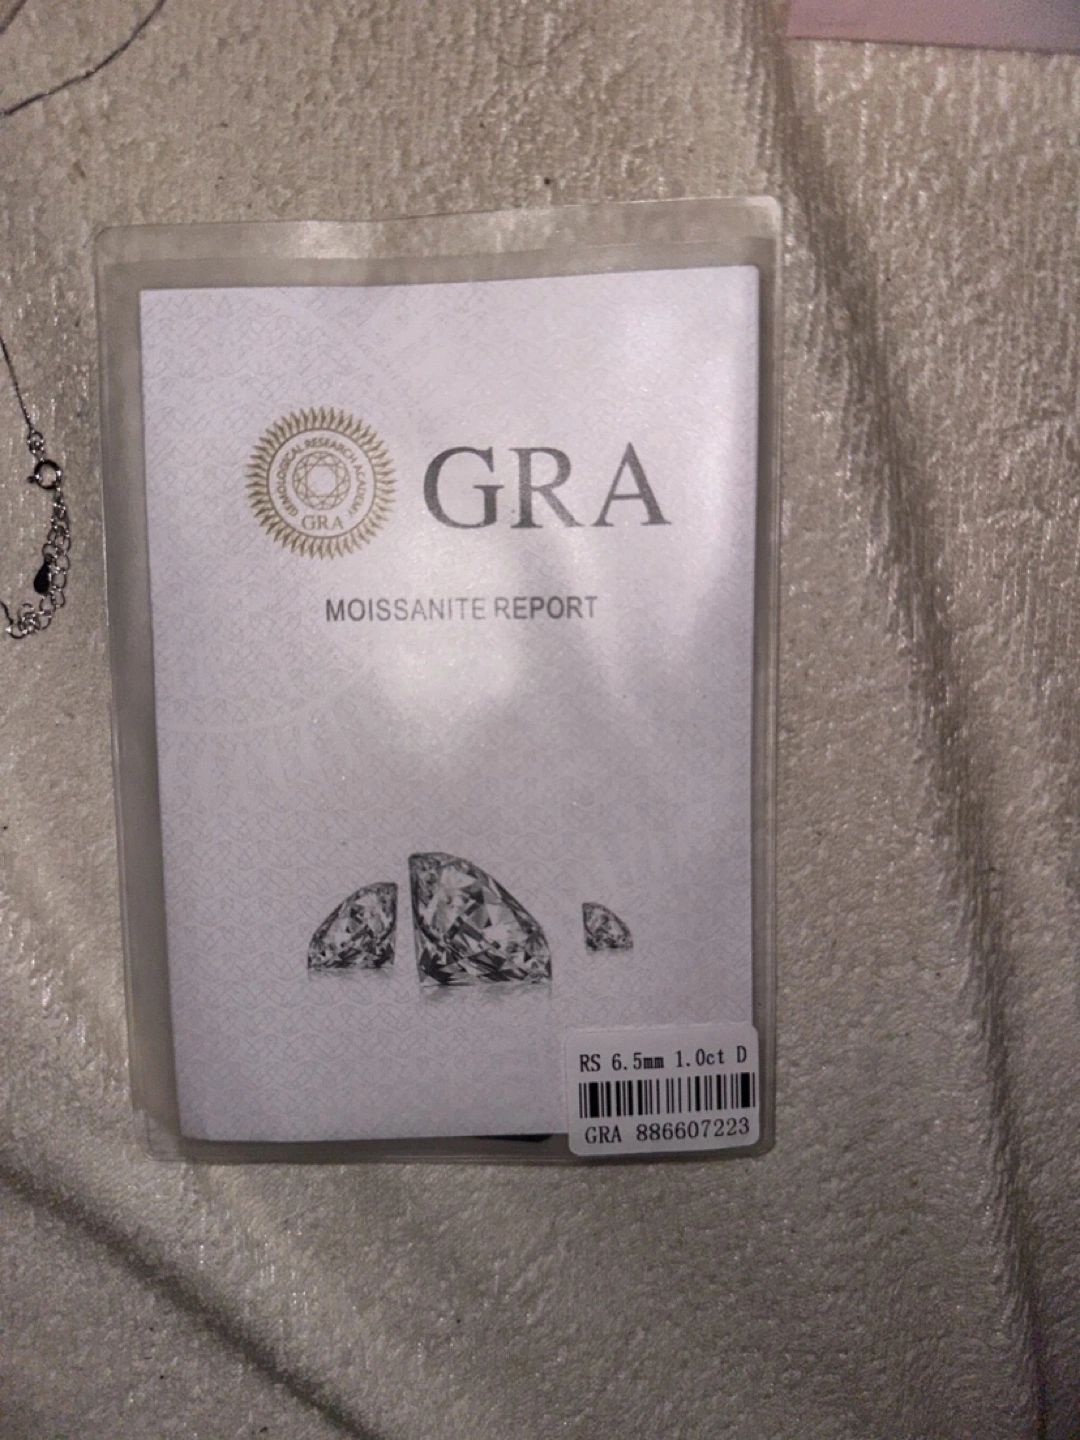 GEMOLOGICAL RESEARCH ACADEMY
GRA
GRA
MOISSANITE REPORT
RS 6.5mm 1.0ct D
GRA 886607223